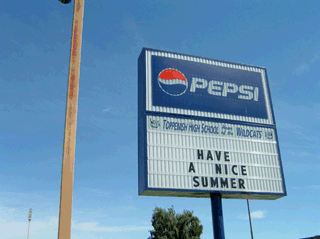 PEPSI
TOPPENISH HIGH SCHOOL WILDCATS
HAVE
A NICE
SUMMER